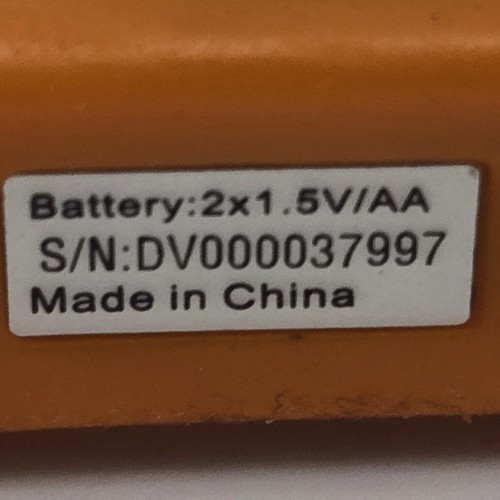 Battery:2x1.5V/AA
S/N:DV000037997
Made in China